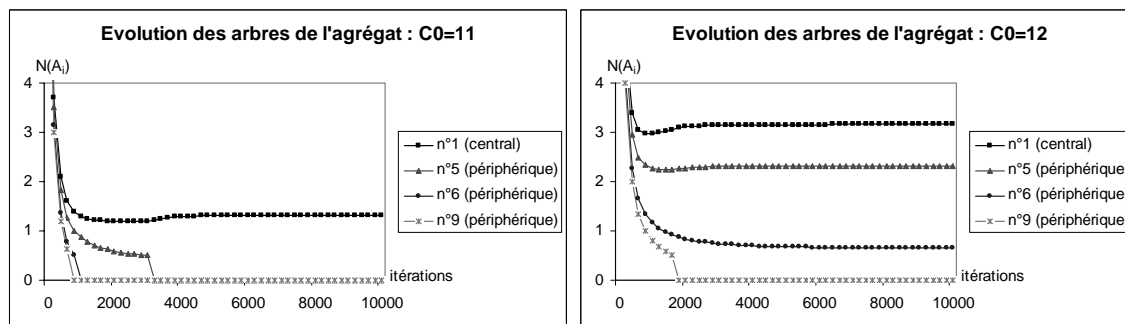 Evolution des arbres de l'agrégat : C0=11
N(Ai)
4
3
2
1
0
0 2000 4000 6000 8000 10000
itérations
n°1 (central)
n°5 (périphérique)
n°6 (périphérique)
n°9 (périphérique)
Evolution des arbres de l'agrégat : C0=12
N(Ai)
4
3
2
1
0
0 2000 4000 6000 8000 10000
itérations
n°1 (central)
n°5 (périphérique)
n°6 (périphérique)
n°9 (périphérique)